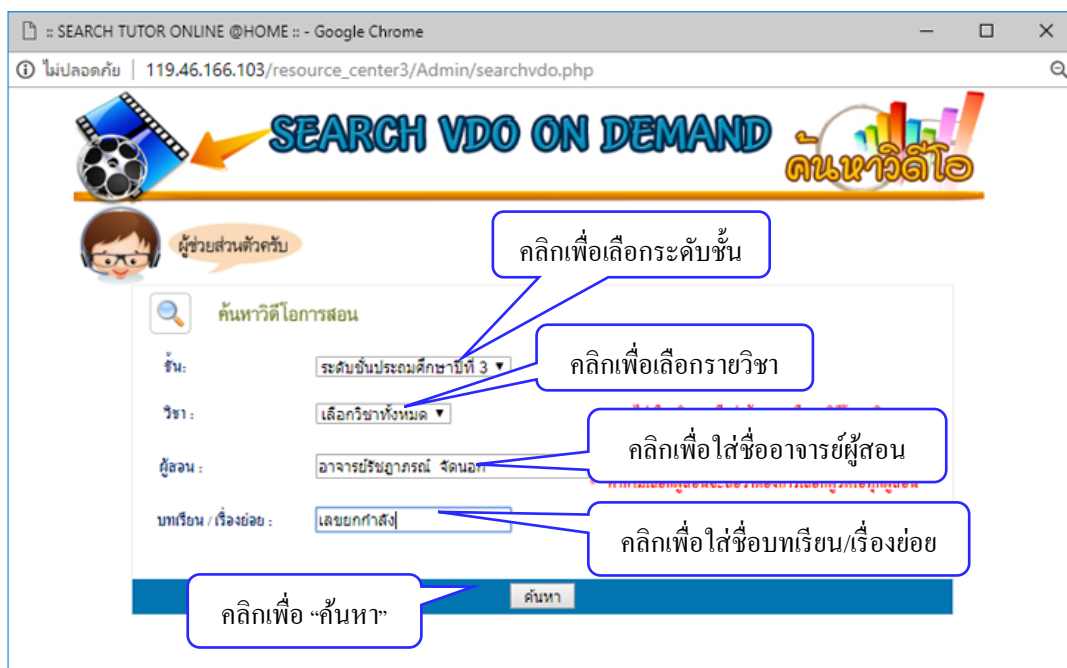 :: SEARCH TUTOR ONLINE @HOME :: - Google Chrome
ไม่ปลอดภัย | 119.46.166.103/resource_center3/Admin/searchvdo.php
SEARCH VDO ON DEMAND
ค้นหาวิดีโอ
ผู้ช่วยส่วนตัวครับ
คลิกเพื่อเลือกระดับชั้น
ค้นหาวิดีโอการสอน
คลิกเพื่อเลือกรายวิชา
ชั้น: ระดับชั้นประถมศึกษาปีที่ 3
วิชา : เลือกวิชาทั้งหมด
คลิกเพื่อใส่ชื่ออาจารย์ผู้สอน
ผู้สอน : อาจารย์รัชฎาภรณ์ จัดนอก
บทเรียน / เรื่องย่อย : เลขยกกำลัง
คลิกเพื่อใส่ชื่อบทเรียน/เรื่องย่อย
ค้นหา
คลิกเพื่อ “ค้นหา”